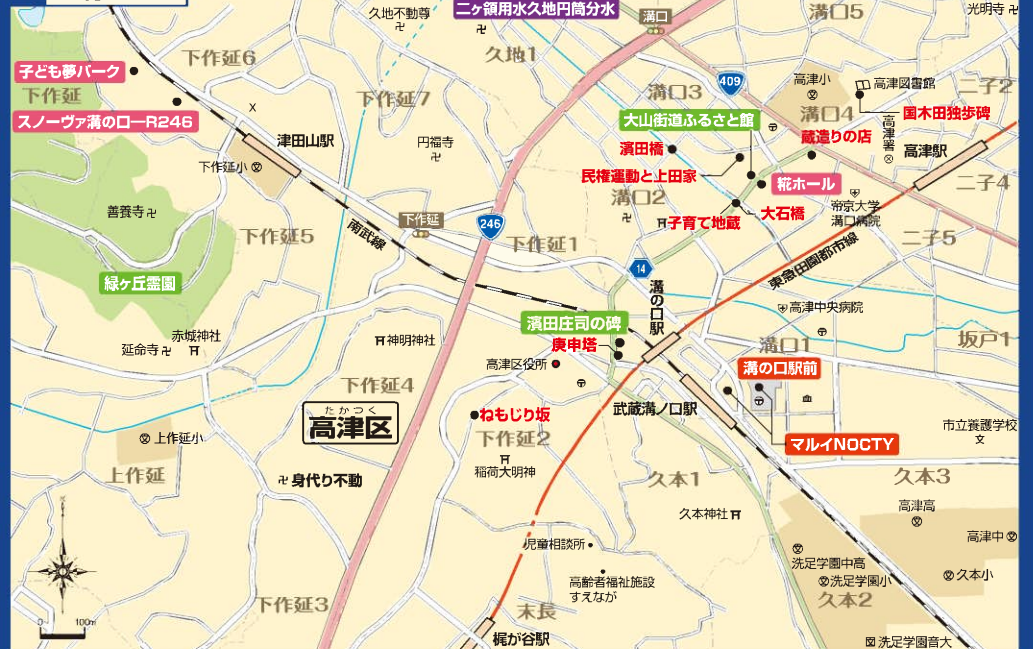 久地不動尊
二ヶ領用水久地円筒分水
溝口
溝口5
光明寺
下作延6
久地1
子ども夢パーク
下作延
409
高津小
高津図書館
二子2
下作延7
溝口3
スノーヴァ溝のロ―R246
X
溝口4
国木田独歩碑
大山街道ふるさと館
津田山駅
円福寺
濱田橋
蔵造りの店
高津署
高津駅
下作延小
民権運動と上田家
糀ホール
二子4
溝口2
善養寺
下作延
246
子育て地蔵
大石橋
帝京大学
溝口病院
下作延5
南武線
下作延1
二子5
東急田園都市線
14
緑ヶ丘霊園
溝の口駅
高津中央病院
濱田庄司の碑
赤城神社
延命寺
神明神社
庚申塔
溝口1
坂戸1
高津区役所
溝の口駅前
下作延4
たかつく
高津区
ねもじり坂
武蔵溝ノ口駅
下作延2
マルイNOCTY
市立養護学校
上作延小
稲荷大明神
上作延
身代り不動
久本1
久本3
久本神社
高津高
高津中
児童相談所
洗足学園中高
高齢者福祉施設
すえなが
洗足学園小
久本小
久本2
下作延3
末長
0
100m
梶が谷駅
洗足学園音大